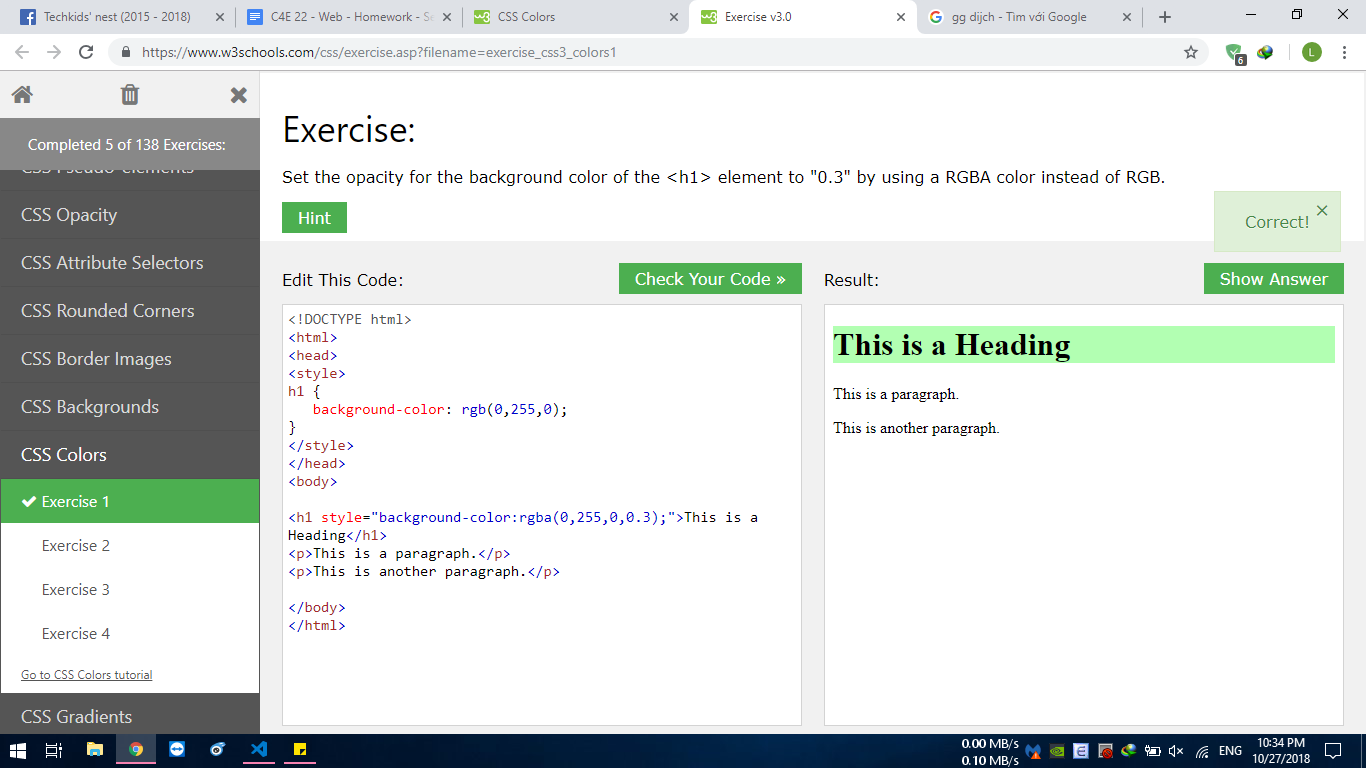 Techkids' nest (2015 - 2018)
C4E 22 - Web - Homework - Se
CSS Colors
Exercise v3.0
gg dijch - Tìm với Google
https://www.w3schools.com/css/exercise.asp?filename=exercise_css3_colors1
6
L
Completed 5 of 138 Exercises:
CSS Pseudo-elements
CSS Opacity
CSS Attribute Selectors
CSS Rounded Corners
CSS Border Images
CSS Backgrounds
CSS Colors
Exercise 1
Exercise 2
Exercise 3
Exercise 4
Go to CSS Colors tutorial
CSS Gradients
Exercise:
Set the opacity for the background color of the <h1> element to "0.3" by using a RGBA color instead of RGB.
Hint
Correct!
Edit This Code:
Check Your Code »
<!DOCTYPE html>
<html>
<head>
<style>
h1 {
   background-color: rgb(0,255,0);
}
</style>
</head>
<body>
<h1 style="background-color:rgba(0,255,0,0.3);">This is a
Heading</h1>
<p>This is a paragraph.</p>
<p>This is another paragraph.</p>
</body>
</html>
Result:
Show Answer
This is a Heading
This is a paragraph.
This is another paragraph.
0.00 MB/s
0.10 MB/s
ENG
10:34 PM
10/27/2018